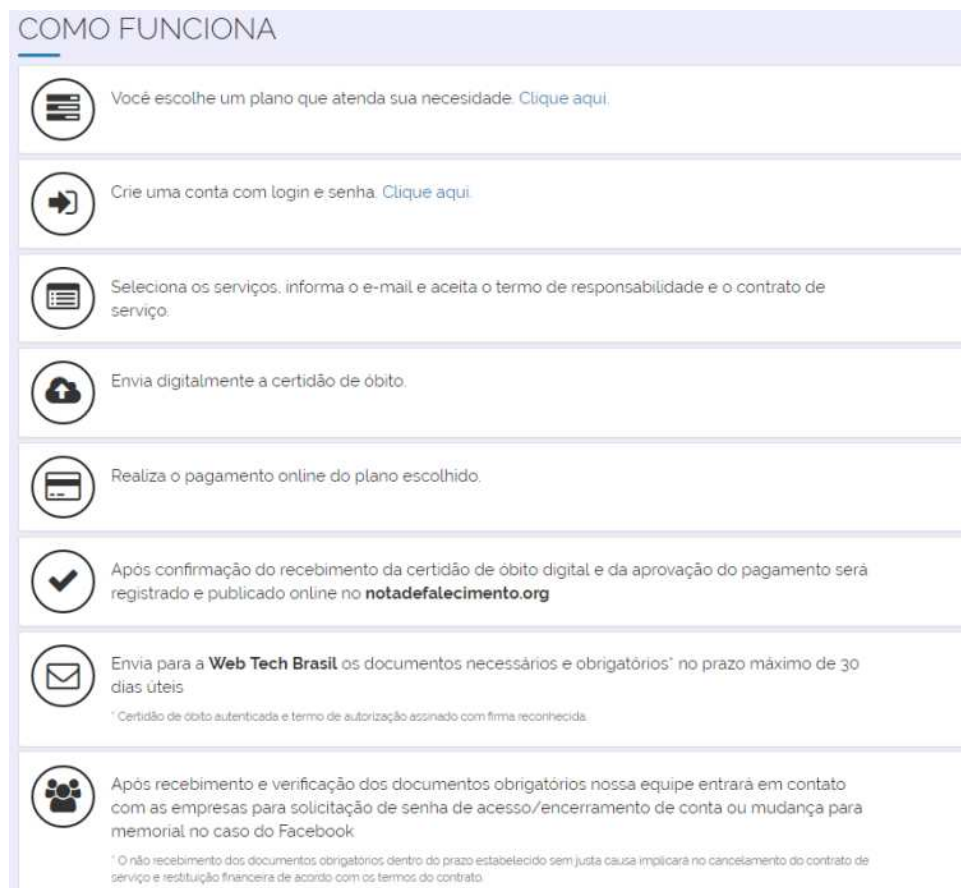 COMO FUNCIONA
Você escolhe um plano que atenda sua necesidade. Clique aqui.
Crie uma conta com login e senha. Clique aqui.
Seleciona os serviços, informa o e-mail e aceita o termo de responsabilidade e o contrato de
serviço.
Envia digitalmente a certidão de óbito.
Realiza o pagamento online do plano escolhido.
Após confirmação do recebimento da certidão de óbito digital e da aprovação do pagamento será
registrado e publicado online no notadefalecimento.org
Envia para a Web Tech Brasil os documentos necessários e obrigatórios* no prazo máximo de 30
dias úteis
* Certidão de óbito autenticada e termo de autorização assinado com firma reconhecida.
Após recebimento e verificação dos documentos obrigatórios nossa equipe entrará em contato
com as empresas para solicitação de senha de acesso/encerramento de conta ou mudança para
memorial no caso do Facebook
* O não recebimento dos documentos obrigatórios dentro do prazo estabelecido sem justa causa implicará no cancelamento do contrato de
serviço e restituição financeira de acordo com os termos do contrato.